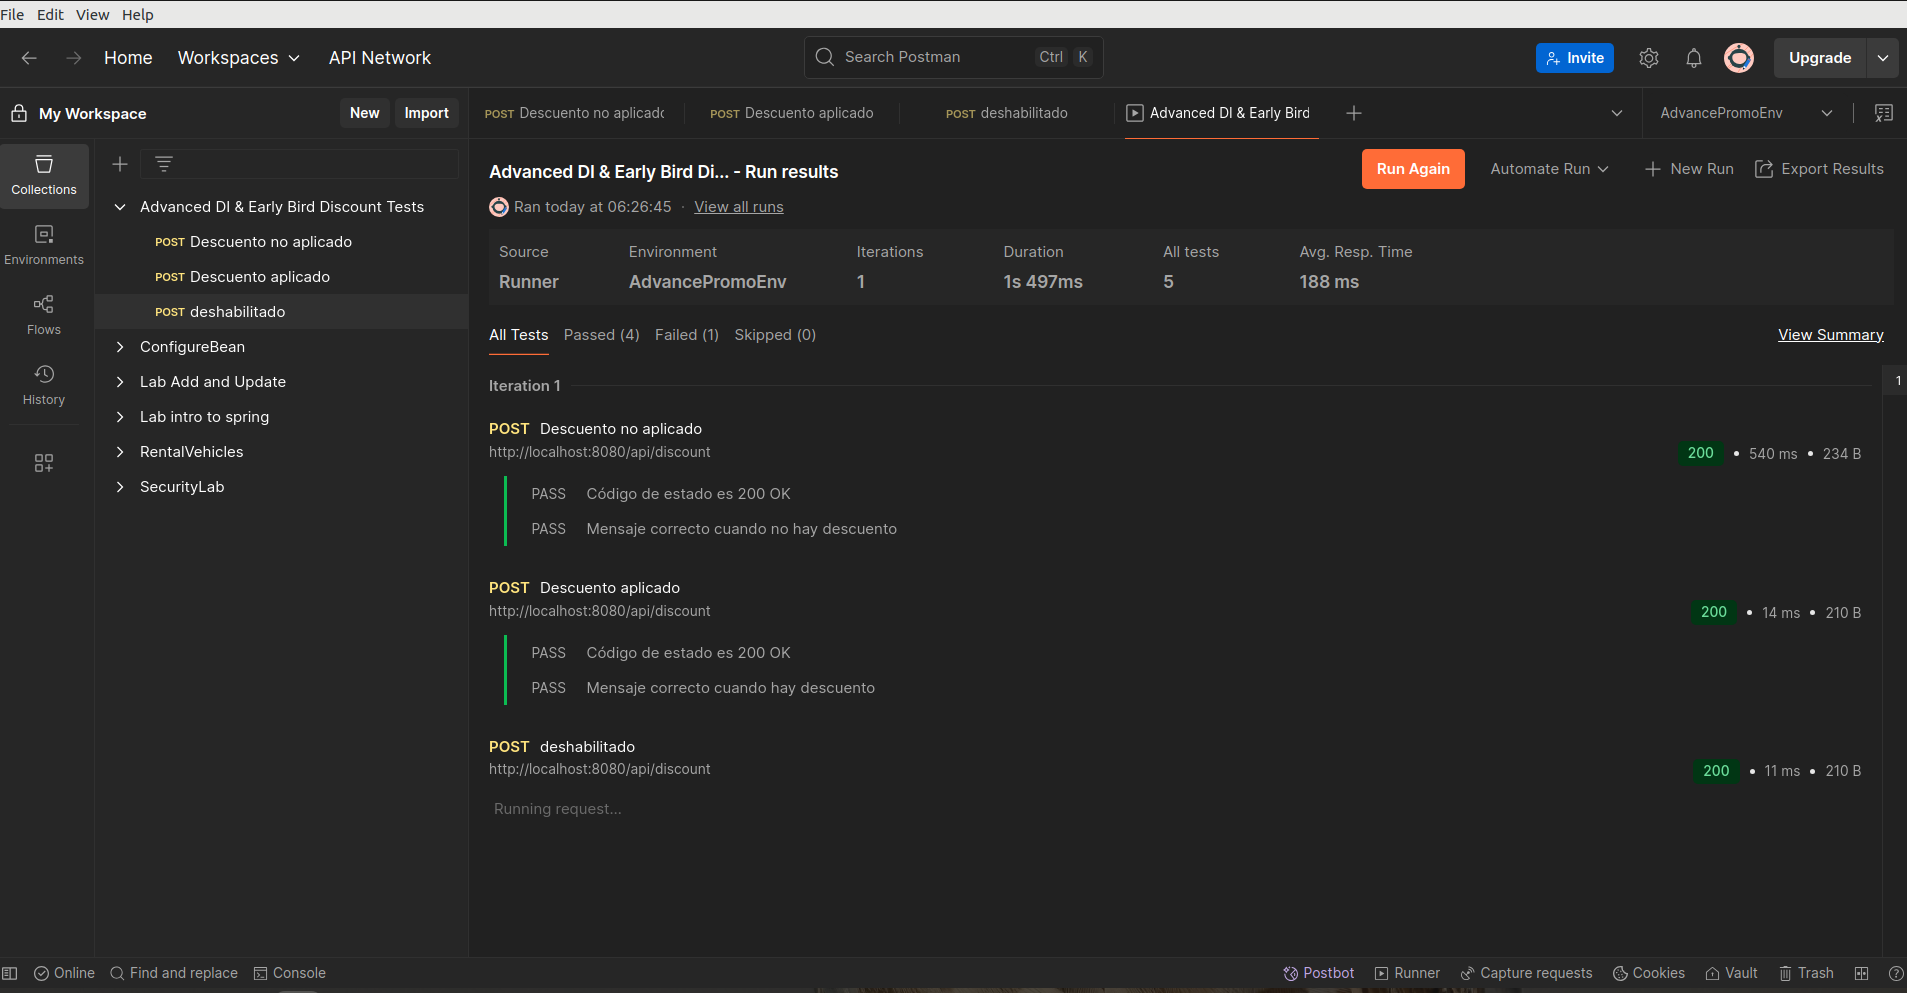 File Edit View Help
Home Workspaces API Network Search Postman Ctrl K Invite Upgrade
My Workspace New Import POST Descuento no aplicado POST Descuento aplicado POST deshabilitado Advanced DI & Early Bird AdvancePromoEnv
Collections
Environments
Flows
History
Advanced DI & Early Bird Discount Tests
POST Descuento no aplicado
POST Descuento aplicado
POST deshabilitado
ConfigureBean
Lab Add and Update
Lab intro to spring
RentalVehicles
SecurityLab
Advanced DI & Early Bird Di... - Run results Run Again Automate Run New Run Export Results
Ran today at 06:26:45 · View all runs
Source Environment Iterations Duration All tests Avg. Resp. Time
Runner AdvancePromoEnv 1 1s 497ms 5 188 ms
All Tests Passed (4) Failed (1) Skipped (0) View Summary
Iteration 1 1
POST Descuento no aplicado
http://localhost:8080/api/discount 200 • 540 ms • 234 B
PASS Código de estado es 200 OK
PASS Mensaje correcto cuando no hay descuento
POST Descuento aplicado
http://localhost:8080/api/discount 200 • 14 ms • 210 B
PASS Código de estado es 200 OK
PASS Mensaje correcto cuando hay descuento
POST deshabilitado
http://localhost:8080/api/discount 200 • 11 ms • 210 B
Running request...
Online Find and replace Console Postbot Runner Capture requests Cookies Vault Trash